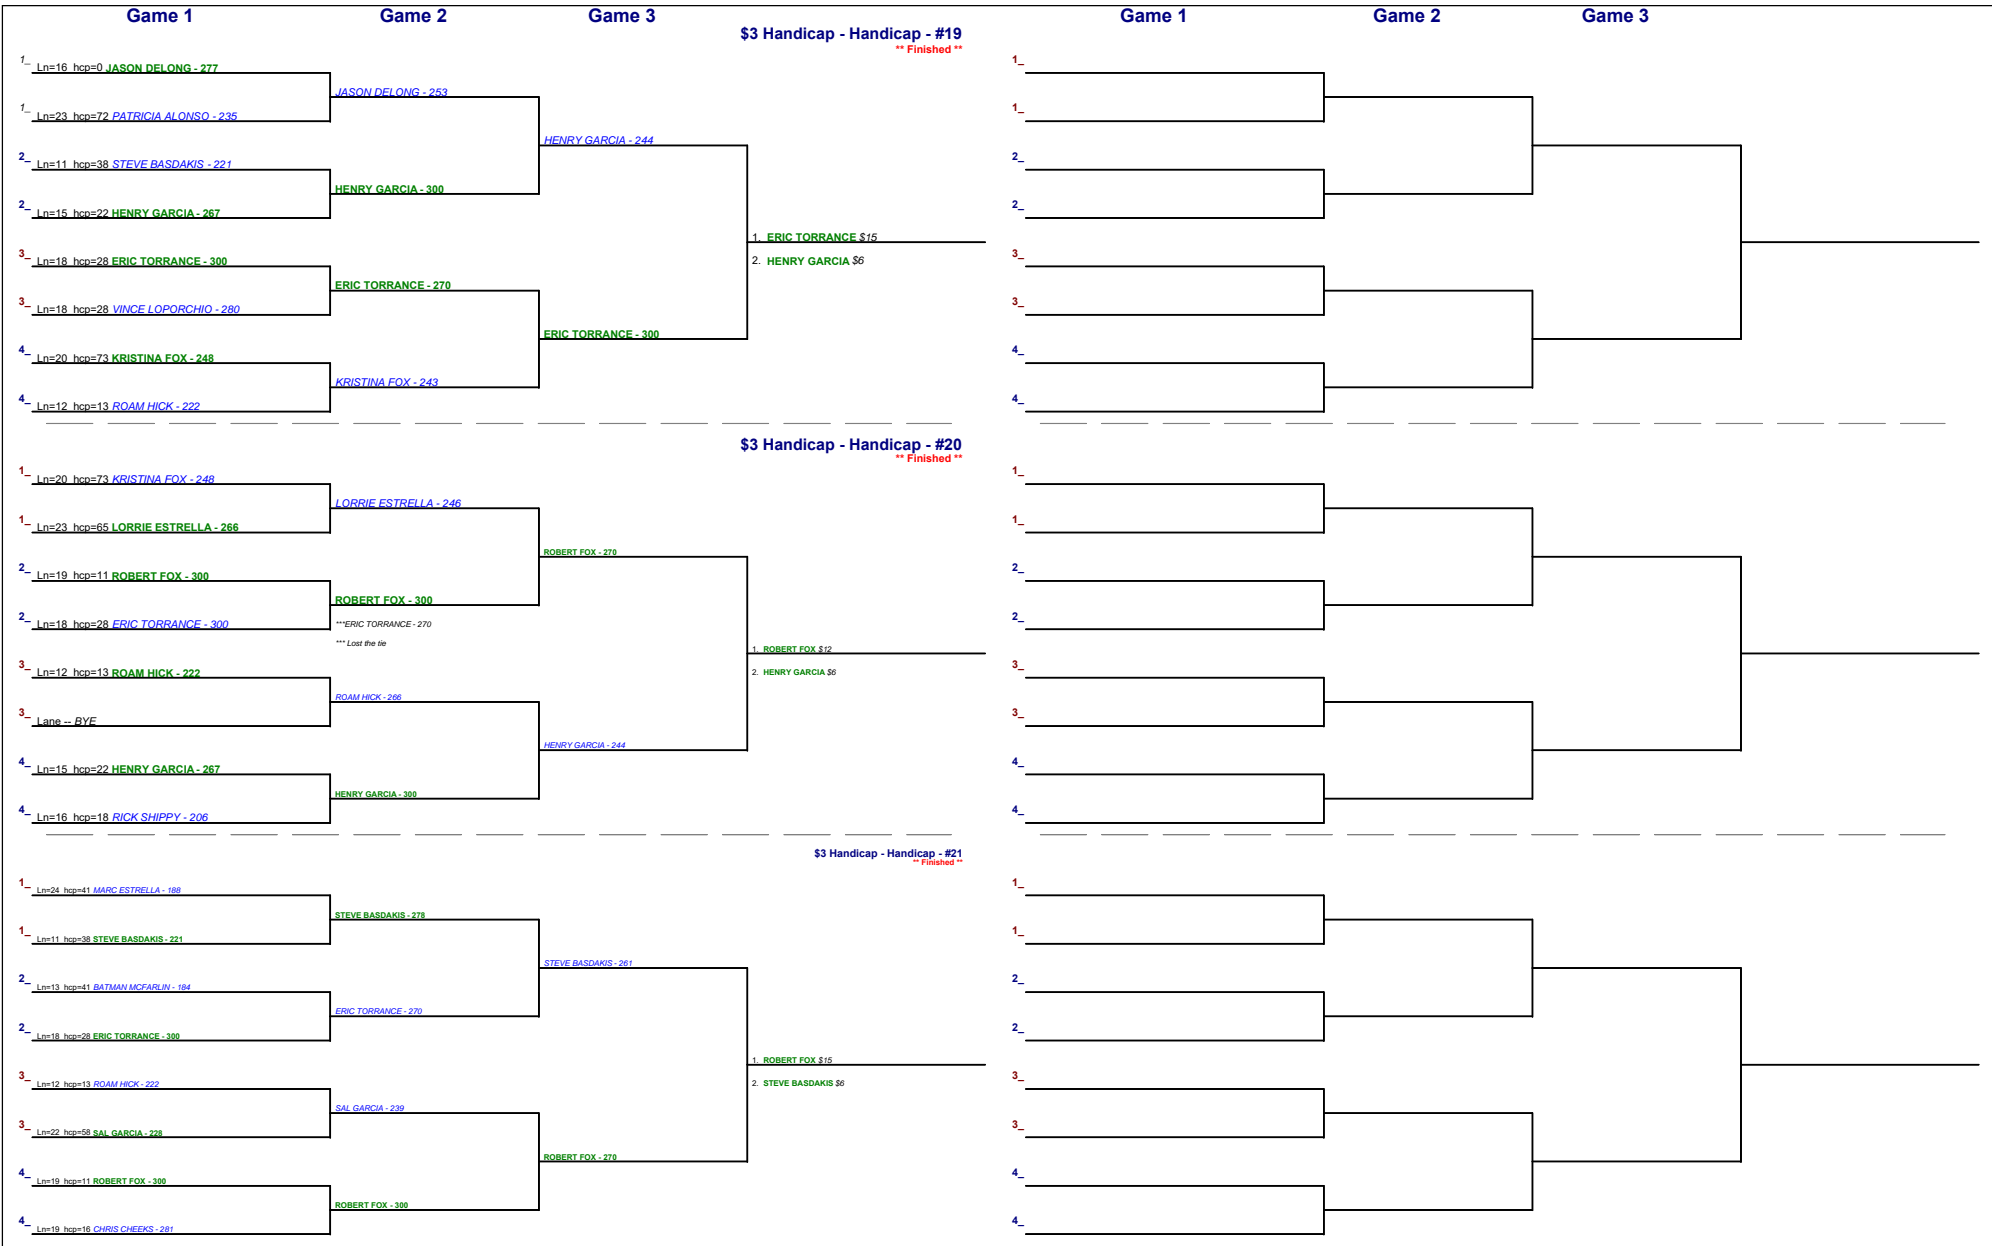 Game 1 Game 2 Game 3 Game 1 Game 2 Game 3
$3 Handicap - Handicap - #19
** Finished **
1_ Ln=16 hcp=0 JASON DELONG - 277
JASON DELONG - 253
1_ Ln=23 hcp=72 PATRICIA ALONSO - 235
HENRY GARCIA - 244
2_ Ln=11 hcp=38 STEVE BASDAKIS - 221
HENRY GARCIA - 300
2_ Ln=15 hcp=22 HENRY GARCIA - 267
1. ERIC TORRANCE $15
2. HENRY GARCIA $6
3_ Ln=18 hcp=28 ERIC TORRANCE - 300
ERIC TORRANCE - 270
3_ Ln=18 hcp=28 VINCE LOPORCHIO - 280
ERIC TORRANCE - 300
4_ Ln=20 hcp=73 KRISTINA FOX - 248
KRISTINA FOX - 243
4_ Ln=12 hcp=13 ROAM HICK - 222
$3 Handicap - Handicap - #20
** Finished **
1_ Ln=20 hcp=73 KRISTINA FOX - 248
LORRIE ESTRELLA - 246
1_ Ln=23 hcp=65 LORRIE ESTRELLA - 266
ROBERT FOX - 270
2_ Ln=19 hcp=11 ROBERT FOX - 300
ROBERT FOX - 300
2_ Ln=18 hcp=28 ERIC TORRANCE - 300
***ERIC TORRANCE - 270
*** Lost the tie
1. ROBERT FOX $12
2. HENRY GARCIA $6
3_ Ln=12 hcp=13 ROAM HICK - 222
ROAM HICK - 266
3_ Lane -- BYE
HENRY GARCIA - 244
4_ Ln=15 hcp=22 HENRY GARCIA - 267
HENRY GARCIA - 300
4_ Ln=16 hcp=18 RICK SHIPPY - 206
$3 Handicap - Handicap - #21
** Finished **
1_ Ln=24 hcp=41 MARC ESTRELLA - 188
STEVE BASDAKIS - 278
1_ Ln=11 hcp=38 STEVE BASDAKIS - 221
STEVE BASDAKIS - 261
2_ Ln=13 hcp=41 BATMAN MCFARLIN - 184
ERIC TORRANCE - 270
2_ Ln=18 hcp=28 ERIC TORRANCE - 300
1. ROBERT FOX $15
2. STEVE BASDAKIS $6
3_ Ln=12 hcp=13 ROAM HICK - 222
SAL GARCIA - 239
3_ Ln=22 hcp=58 SAL GARCIA - 228
ROBERT FOX - 270
4_ Ln=19 hcp=11 ROBERT FOX - 300
ROBERT FOX - 300
4_ Ln=19 hcp=16 CHRIS CHEEKS - 281
1_
1_
2_
2_
3_
3_
4_
4_
1_
1_
2_
2_
3_
3_
4_
4_
1_
1_
2_
2_
3_
3_
4_
4_